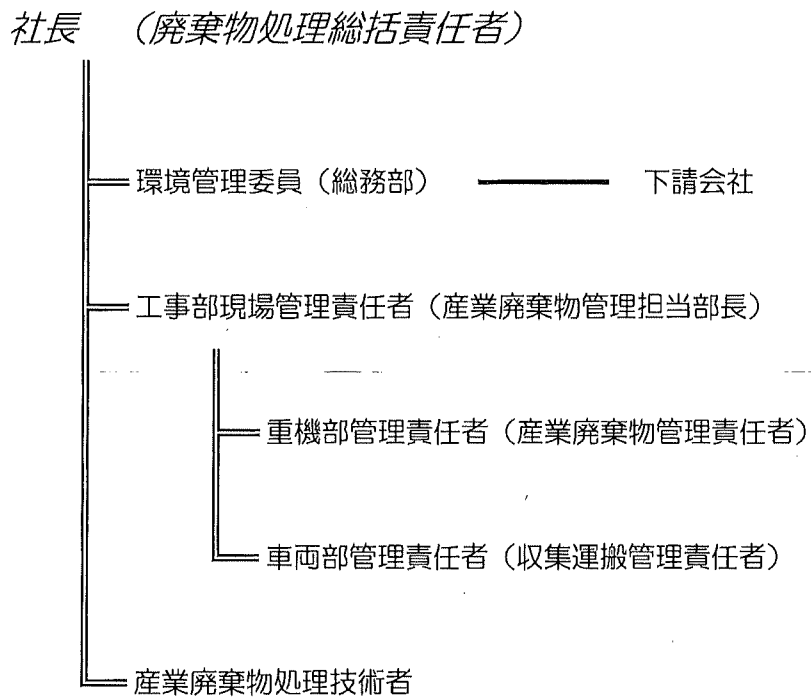 社長 （廃棄物処理総括責任者）
環境管理委員（総務部） 下請会社
工事部現場管理責任者（産業廃棄物管理担当部長）
重機部管理責任者（産業廃棄物管理責任者）
車両部管理責任者（収集運搬管理責任者）
産業廃棄物処理技術者